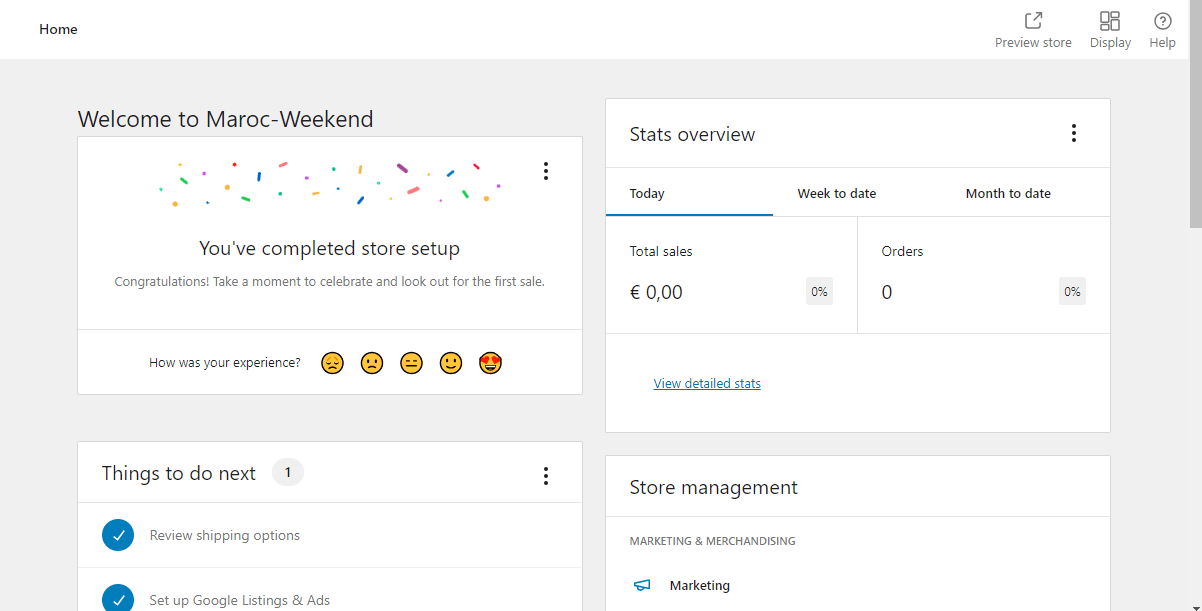 Home
Preview store
Display
Help
Welcome to Maroc-Weekend
You've completed store setup
Congratulations! Take a moment to celebrate and look out for the first sale.
How was your experience?
Things to do next 1
Review shipping options
Set up Google Listings & Ads
Stats overview
Today
Week to date
Month to date
Total sales
€ 0,00 0%
Orders
0 0%
View detailed stats
Store management
MARKETING & MERCHANDISING
Marketing